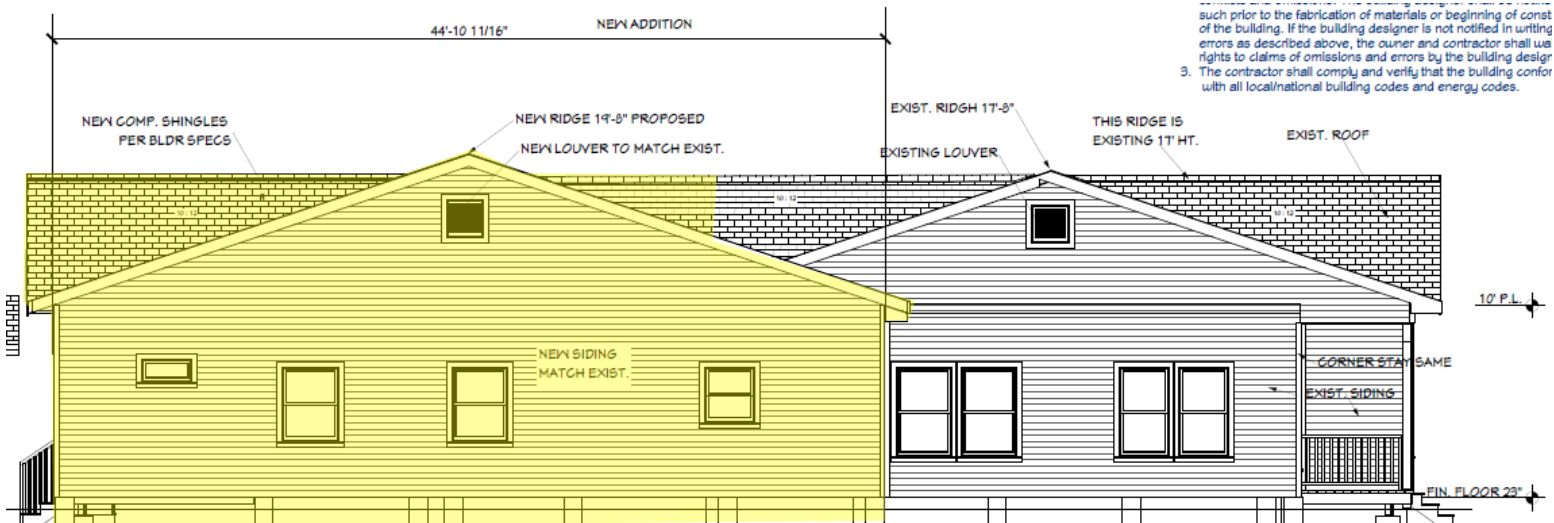 such prior to the fabrication of materials or beginning of const
of the building. If the building designer is not notified in writing
errors as described above, the owner and contractor shall wa
rights to claims of omissions and errors by the building design
3. The contractor shall comply and verify that the building confor
with all local/national building codes and energy codes.
NEW ADDITION
44'-10 11/16"
NEW COMP. SHINGLES
PER BLDR SPECS
NEW RIDGE 19'-8" PROPOSED
NEW LOUVER TO MATCH EXIST.
EXIST. RIDGH 17'-8"
EXISTING LOUVER
THIS RIDGE IS
EXISTING 17' HT.
EXIST. ROOF
10 : 12
10 : 12
10 : 12
10' P.L.
NEW SIDING
MATCH EXIST.
CORNER STAY SAME
EXIST. SIDING
FIN. FLOOR 23"